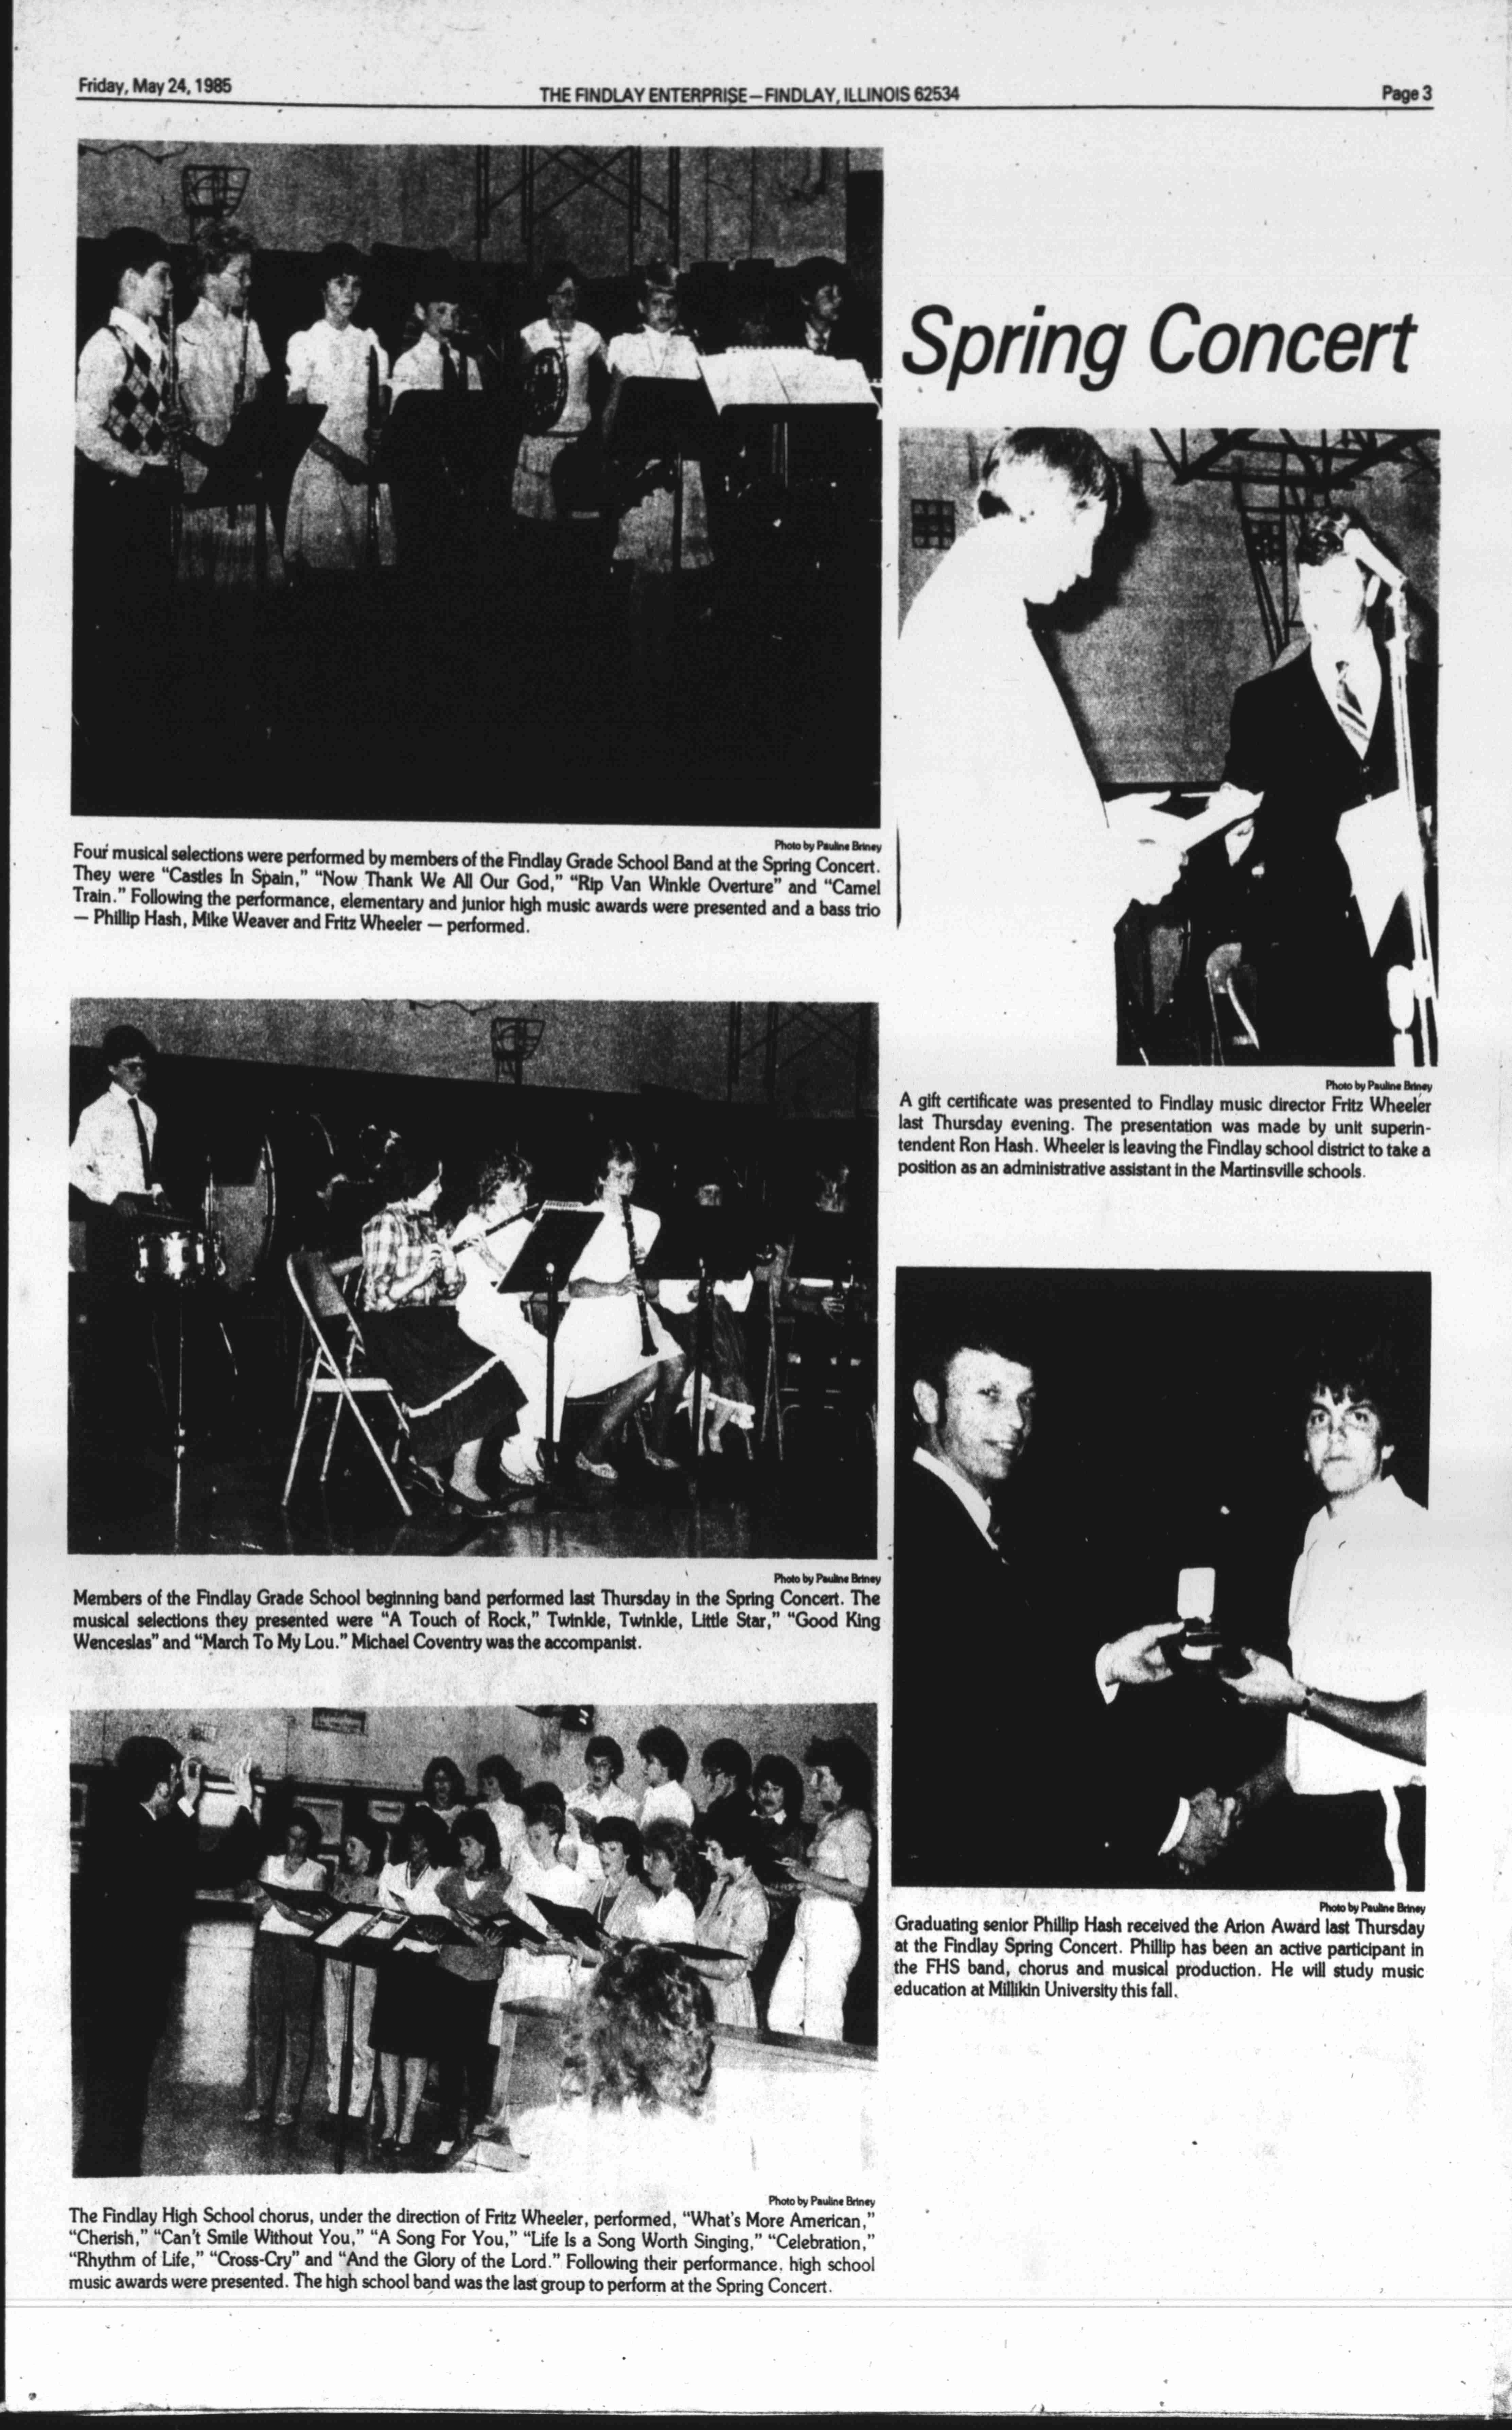 Friday, May 24, 1985
THE FINDLAY ENTERPRISE—FINDLAY, ILLINOIS 62534
Page 3
Spring Concert
Photo by Pauline Briney
Four musical selections were performed by members of the Findlay Grade School Band at the Spring Concert.
They were “Castles In Spain,” “Now Thank We All Our God,” “Rip Van Winkle Overture” and “Camel
Train.” Following the performance, elementary and junior high music awards were presented and a bass trio
— Phillip Hash, Mike Weaver and Fritz Wheeler — performed.
Photo by Pauline Briney
Members of the Findlay Grade School beginning band performed last Thursday in the Spring Concert. The
musical selections they presented were “A Touch of Rock,” Twinkle, Twinkle, Little Star,” “Good King
Wenceslas” and “March To My Lou.” Michael Coventry was the accompanist.
Photo by Pauline Briney
The Findlay High School chorus, under the direction of Fritz Wheeler, performed, “What's More American,”
“Cherish,” “Can't Smile Without You,” “A Song For You,” “Life Is a Song Worth Singing,” “Celebration,”
“Rhythm of Life,” “Cross-Cry” and “And the Glory of the Lord.” Following their performance, high school
music awards were presented. The high school band was the last group to perform at the Spring Concert.
Photo by Pauline Briney
A gift certificate was presented to Findlay music director Fritz Wheeler
last Thursday evening. The presentation was made by unit superin-
tendent Ron Hash. Wheeler is leaving the Findlay school district to take a
position as an administrative assistant in the Martinsville schools.
Photo by Pauline Briney
Graduating senior Phillip Hash received the Arion Award last Thursday
at the Findlay Spring Concert. Phillip has been an active participant in
the FHS band, chorus and musical production. He will study music
education at Millikin University this fall.